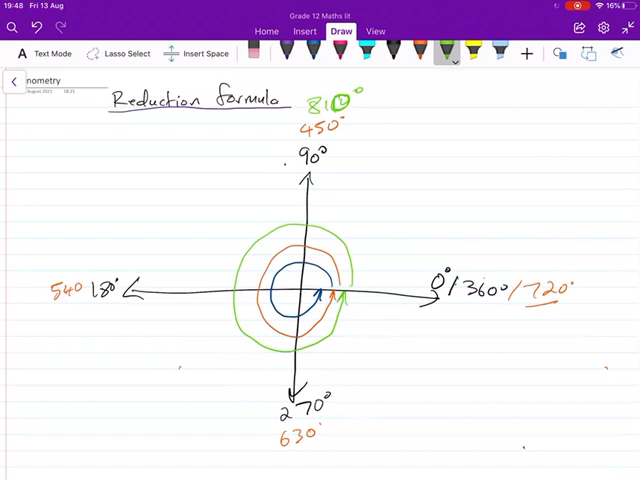 19:48 Fri 13 Aug
16%
Grade 12 Maths lit
Home Insert Draw View
Text Mode Lasso Select Insert Space
nometry
Reduction formula
810°
450°
90°
540 180°
0°/360°/720°
270°
630°